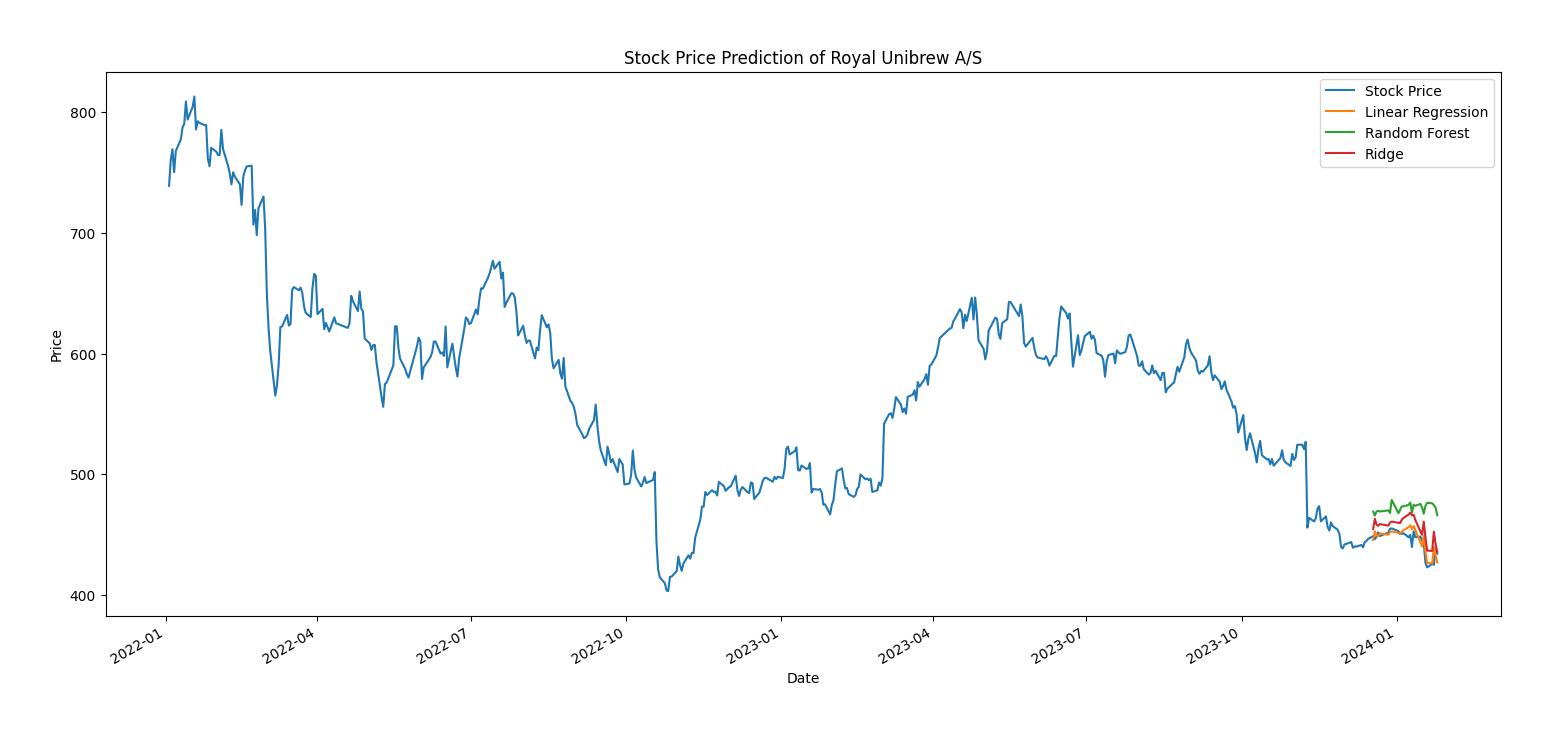 Stock Price Prediction of Royal Unibrew A/S
Stock Price
Linear Regression
Random Forest
Ridge
800
700
600
500
400
Price
2022-01
2022-04
2022-07
2022-10
2023-01
2023-04
2023-07
2023-10
2024-01
Date